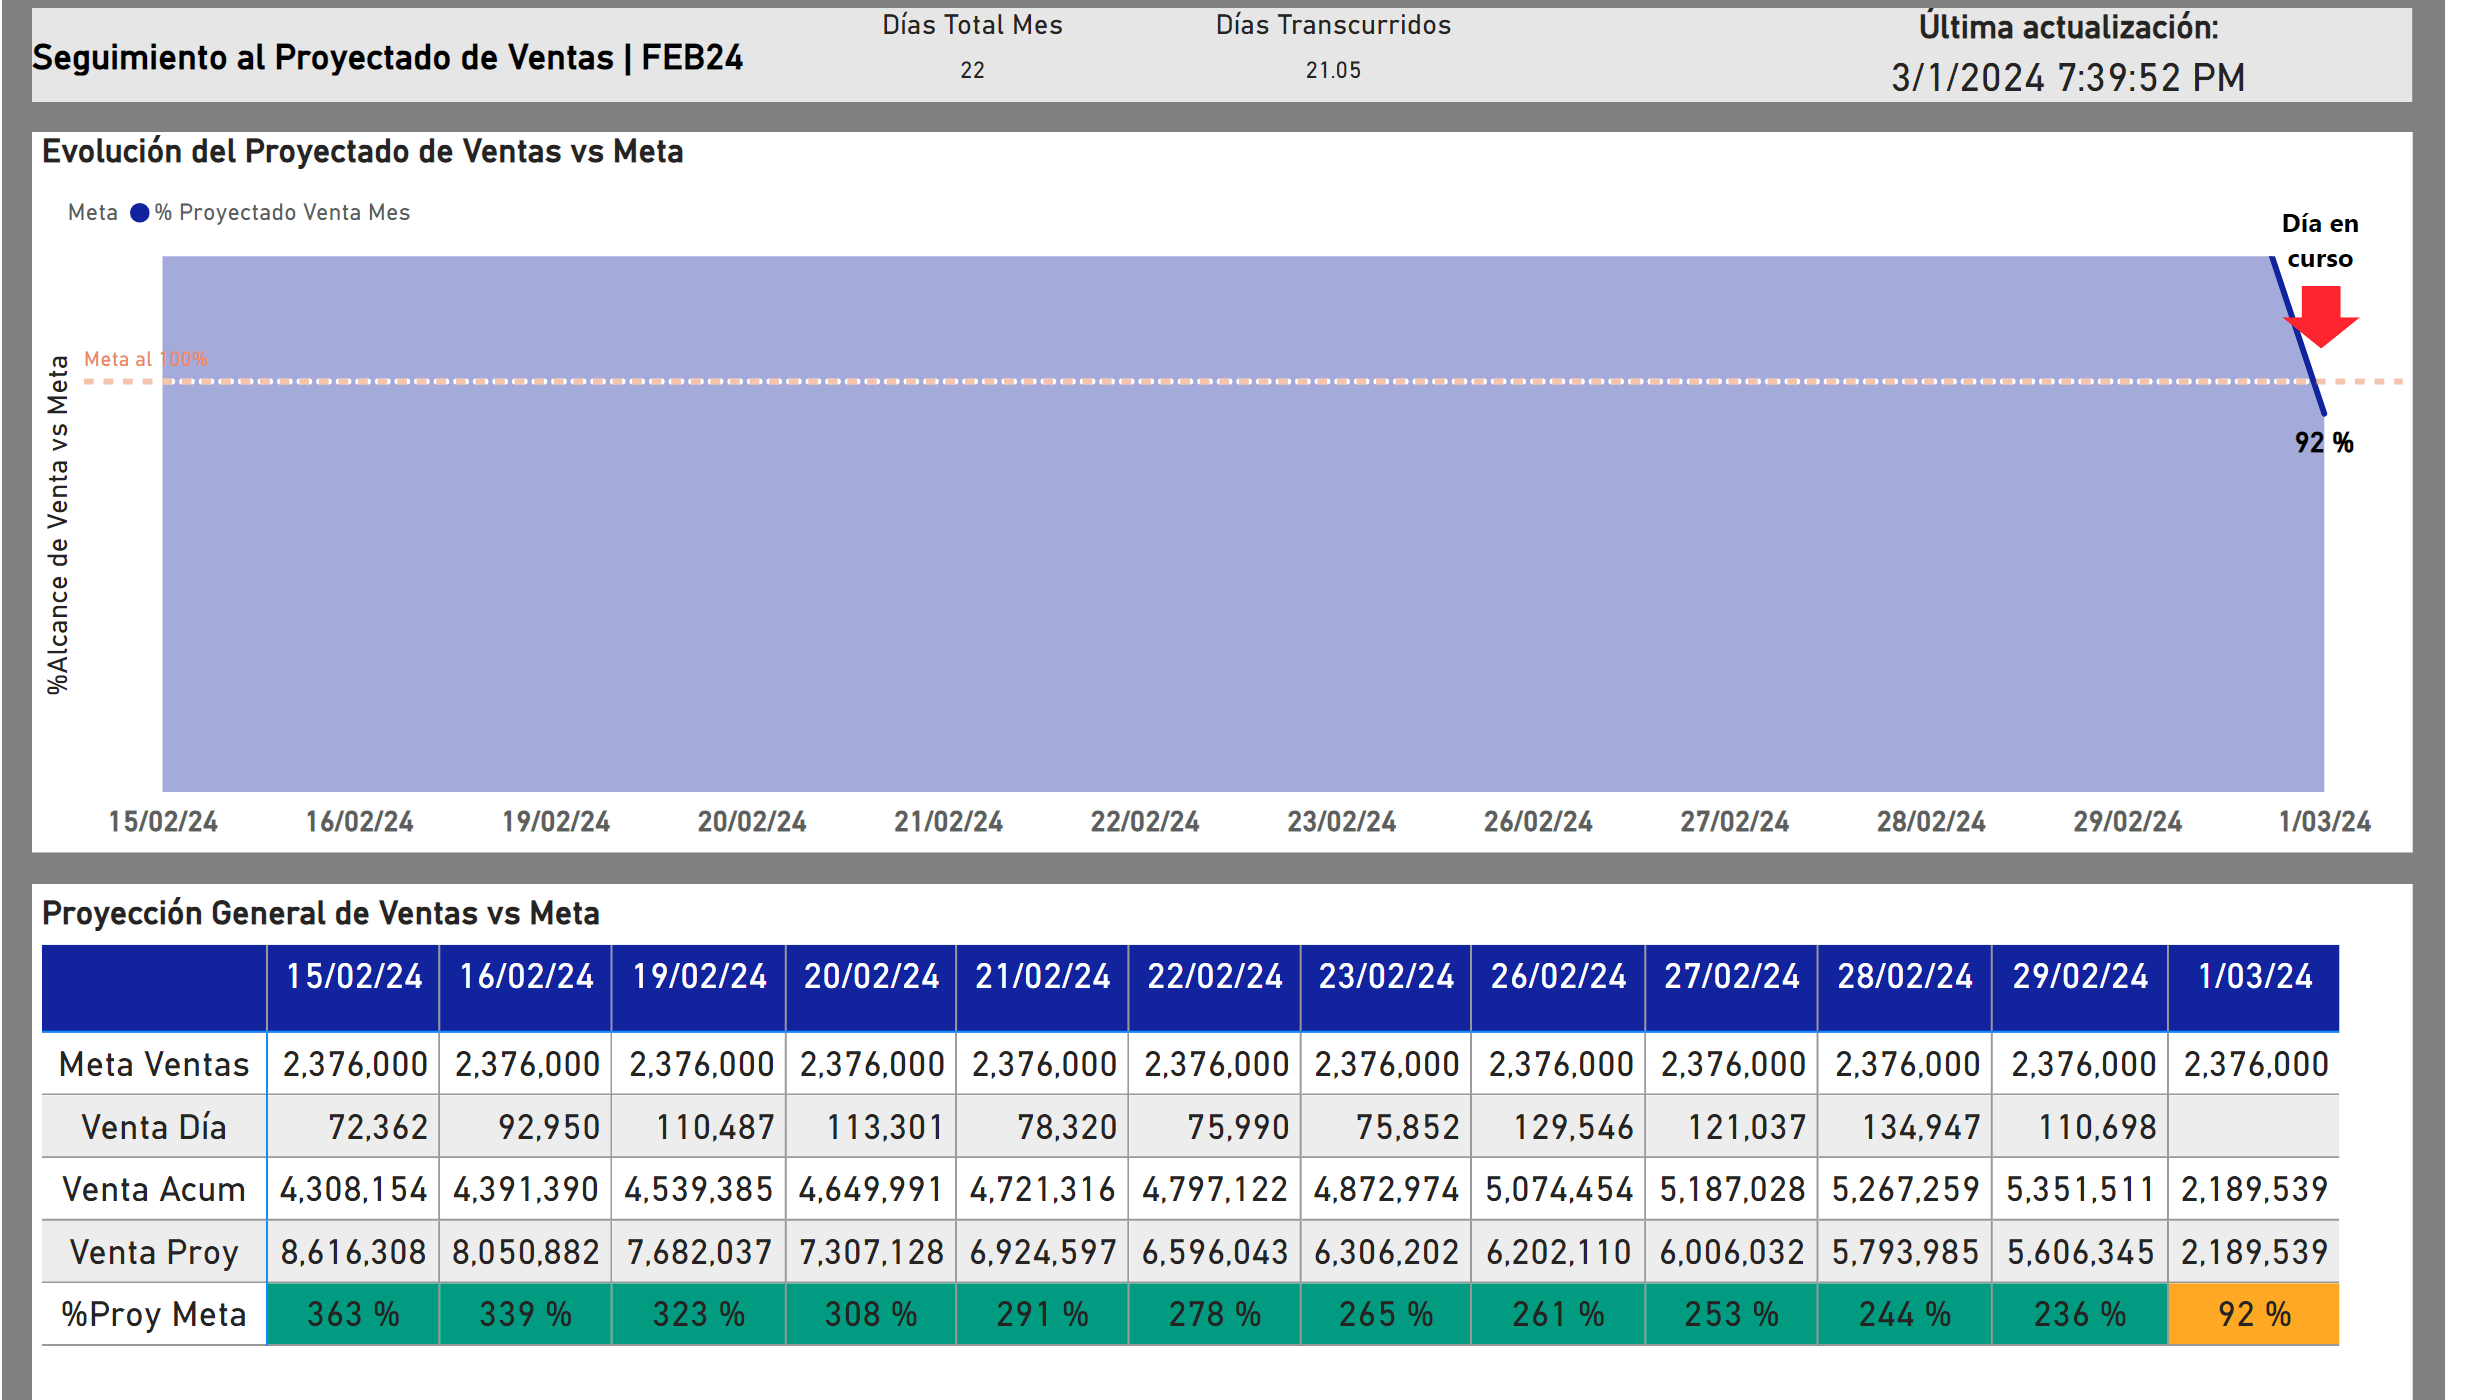 Seguimiento al Proyectado de Ventas | FEB24
Días Total Mes
22
Días Transcurridos
21.05
Última actualización:
3/1/2024 7:39:52 PM
Evolución del Proyectado de Ventas vs Meta
Meta % Proyectado Venta Mes
Día en
curso
Meta al 100%
%Alcance de Venta vs Meta
92 %
15/02/24 16/02/24 19/02/24 20/02/24 21/02/24 22/02/24 23/02/24 26/02/24 27/02/24 28/02/24 29/02/24 1/03/24
Proyección General de Ventas vs Meta
15/02/24 16/02/24 19/02/24 20/02/24 21/02/24 22/02/24 23/02/24 26/02/24 27/02/24 28/02/24 29/02/24 1/03/24
Meta Ventas 2,376,000 2,376,000 2,376,000 2,376,000 2,376,000 2,376,000 2,376,000 2,376,000 2,376,000 2,376,000 2,376,000 2,376,000
Venta Día 72,362 92,950 110,487 113,301 78,320 75,990 75,852 129,546 121,037 134,947 110,698
Venta Acum 4,308,154 4,391,390 4,539,385 4,649,991 4,721,316 4,797,122 4,872,974 5,074,454 5,187,028 5,267,259 5,351,511 2,189,539
Venta Proy 8,616,308 8,050,882 7,682,037 7,307,128 6,924,597 6,596,043 6,306,202 6,202,110 6,006,032 5,793,985 5,606,345 2,189,539
%Proy Meta 363 % 339 % 323 % 308 % 291 % 278 % 265 % 261 % 253 % 244 % 236 % 92 %